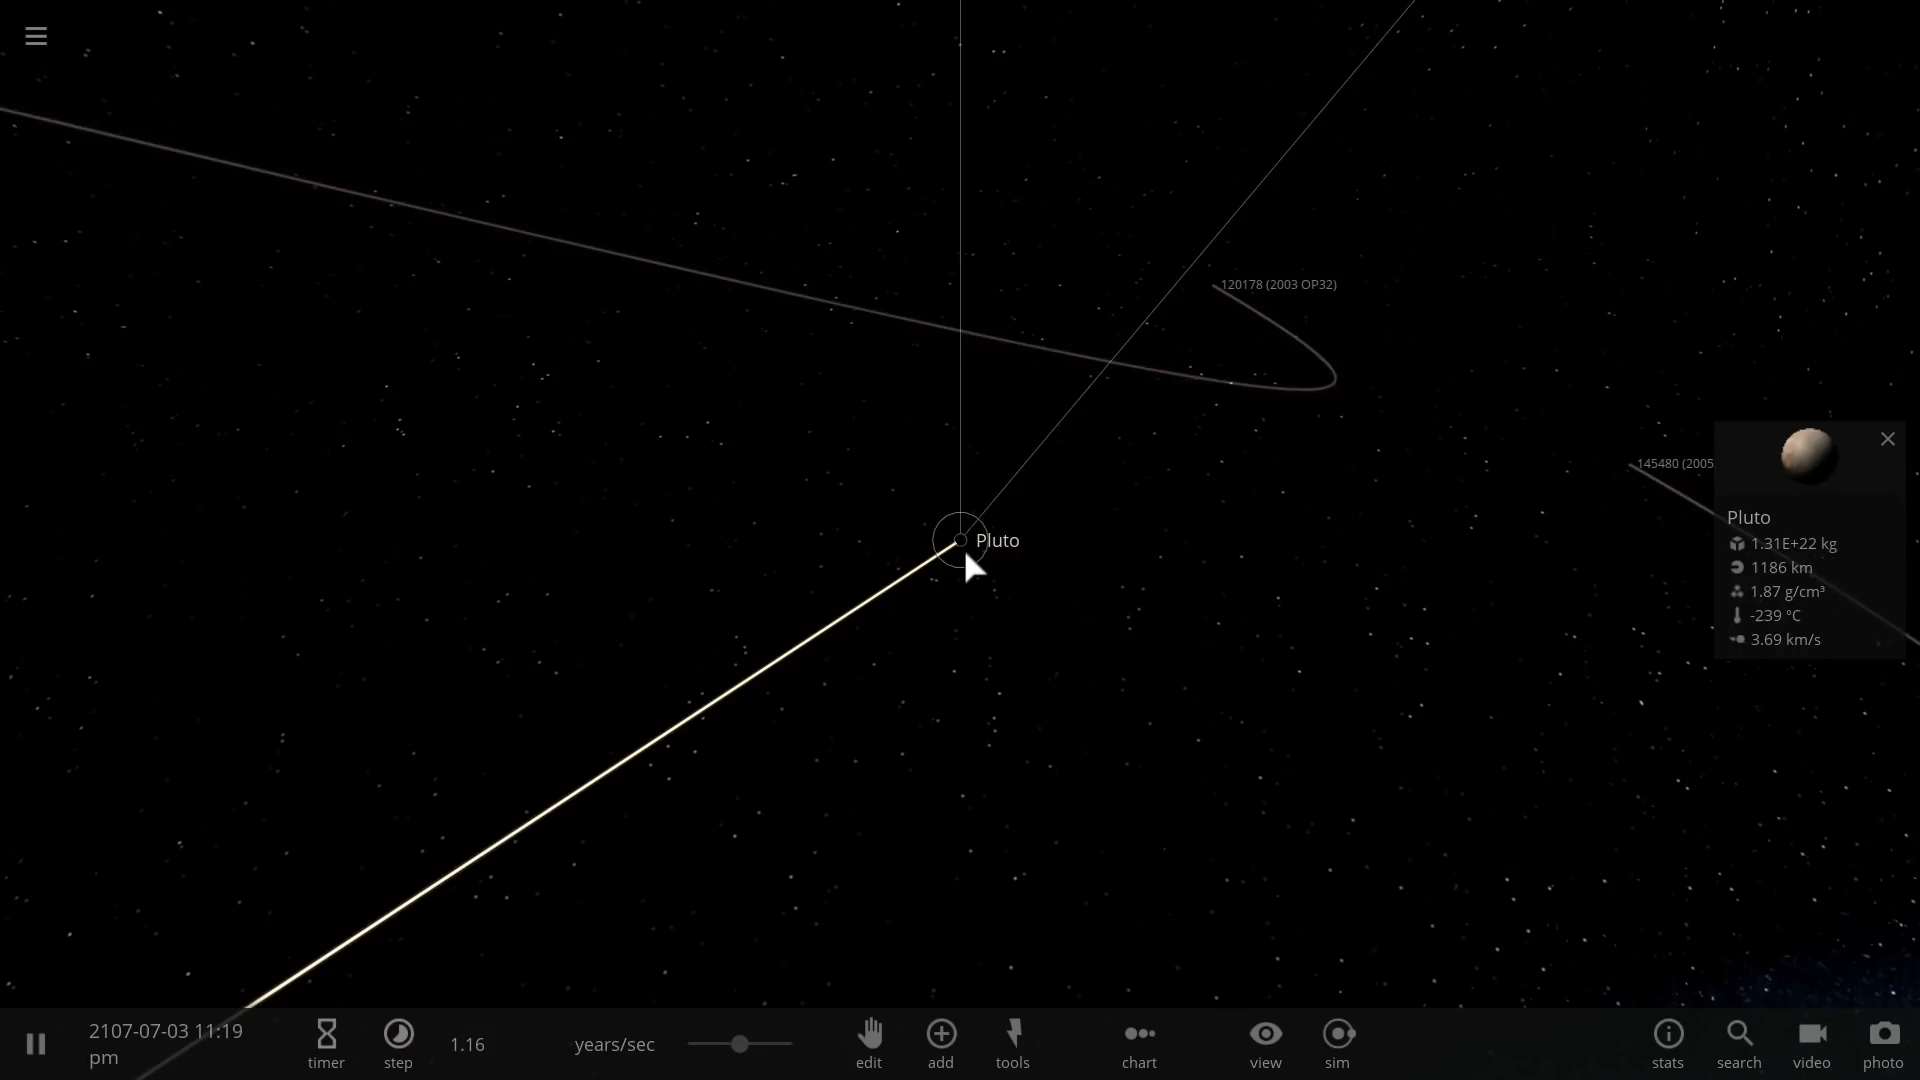 120178 (2003 OP32)
145480 (2005
Pluto
Pluto
1.31E+22 kg
1186 km
1.87 g/cm³
-239 °C
3.69 km/s
2107-07-03 11:19
pm
timer
step
1.16
years/sec
edit
add
tools
chart
view
sim
stats
search
video
photo